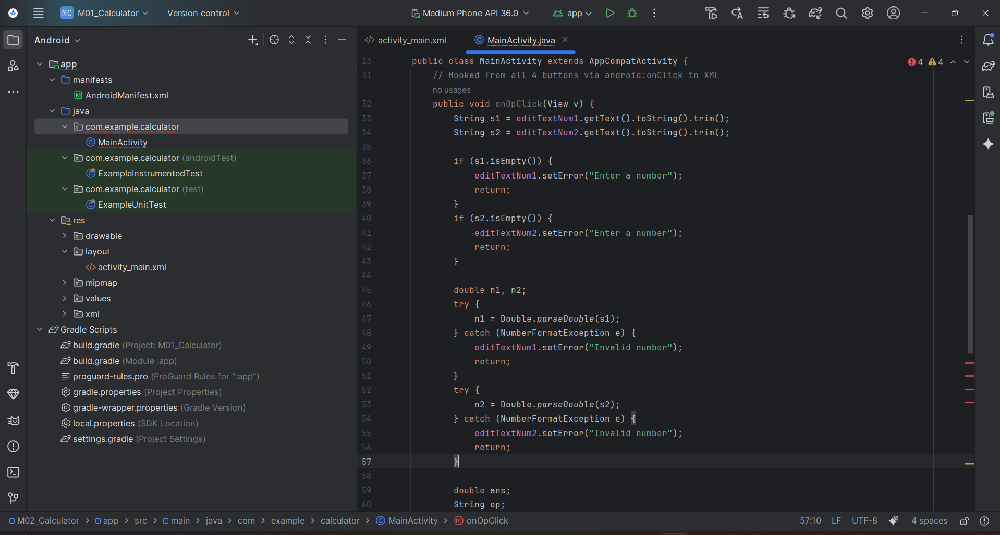 MC M01_Calculator Version control Medium Phone API 36.0 app
Android
app
manifests
AndroidManifest.xml
java
com.example.calculator
MainActivity
com.example.calculator (androidTest)
ExampleInstrumentedTest
com.example.calculator (test)
ExampleUnitTest
res
drawable
layout
activity_main.xml
mipmap
values
xml
Gradle Scripts
build.gradle (Project: M01_Calculator)
build.gradle (Module :app)
proguard-rules.pro (ProGuard Rules for ":app")
gradle.properties (Project Properties)
gradle-wrapper.properties (Gradle Version)
local.properties (SDK Location)
settings.gradle (Project Settings)
activity_main.xml MainActivity.java
13 public class MainActivity extends AppCompatActivity { 4 4
31 // Hooked from all 4 buttons via android:onClick in XML
no usages
32 public void onOpClick(View v) {
33 String s1 = editTextNum1.getText().toString().trim();
34 String s2 = editTextNum2.getText().toString().trim();
35
36 if (s1.isEmpty()) {
37 editTextNum1.setError("Enter a number");
38 return;
39 }
40 if (s2.isEmpty()) {
41 editTextNum2.setError("Enter a number");
42 return;
43 }
44
45 double n1, n2;
46 try {
47 n1 = Double.parseDouble(s1);
48 } catch (NumberFormatException e) {
49 editTextNum1.setError("Invalid number");
50 return;
51 }
52 try {
53 n2 = Double.parseDouble(s2);
54 } catch (NumberFormatException e) {
55 editTextNum2.setError("Invalid number");
56 return;
57 }
58
59 double ans;
60 String op;
M02_Calculator > app > src > main > java > com > example > calculator > MainActivity > onOpClick 57:10 LF UTF-8 4 spaces